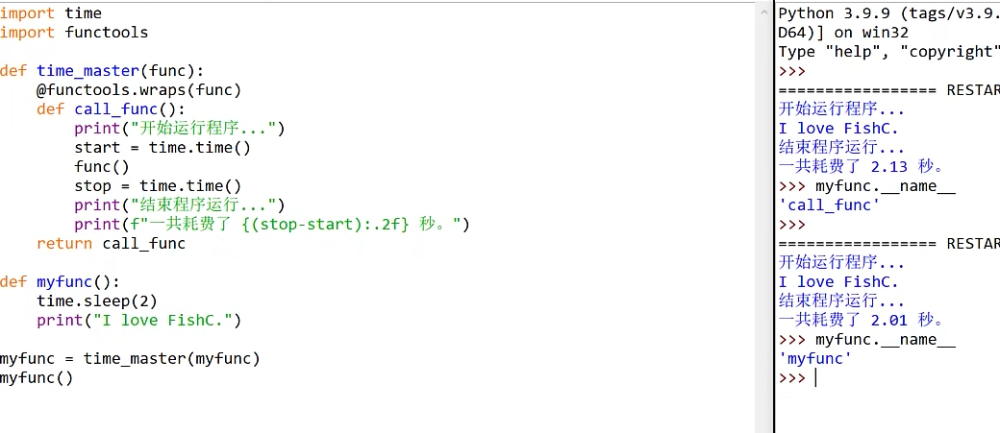 import time
import functools
def time_master(func):
    @functools.wraps(func)
    def call_func():
        print("开始运行程序...")
        start = time.time()
        func()
        stop = time.time()
        print("结束程序运行...")
        print(f"一共耗费了 {(stop-start):.2f} 秒。")
    return call_func
def myfunc():
    time.sleep(2)
    print("I love FishC.")
myfunc = time_master(myfunc)
myfunc()
Python 3.9.9 (tags/v3.9.
D64)] on win32
Type "help", "copyright"
>>>
================= RESTAR
开始运行程序...
I love FishC.
结束程序运行...
一共耗费了 2.13 秒。
>>> myfunc.__name__
'call_func'
>>>
================= RESTAR
开始运行程序...
I love FishC.
结束程序运行...
一共耗费了 2.01 秒。
>>> myfunc.__name__
'myfunc'
>>>